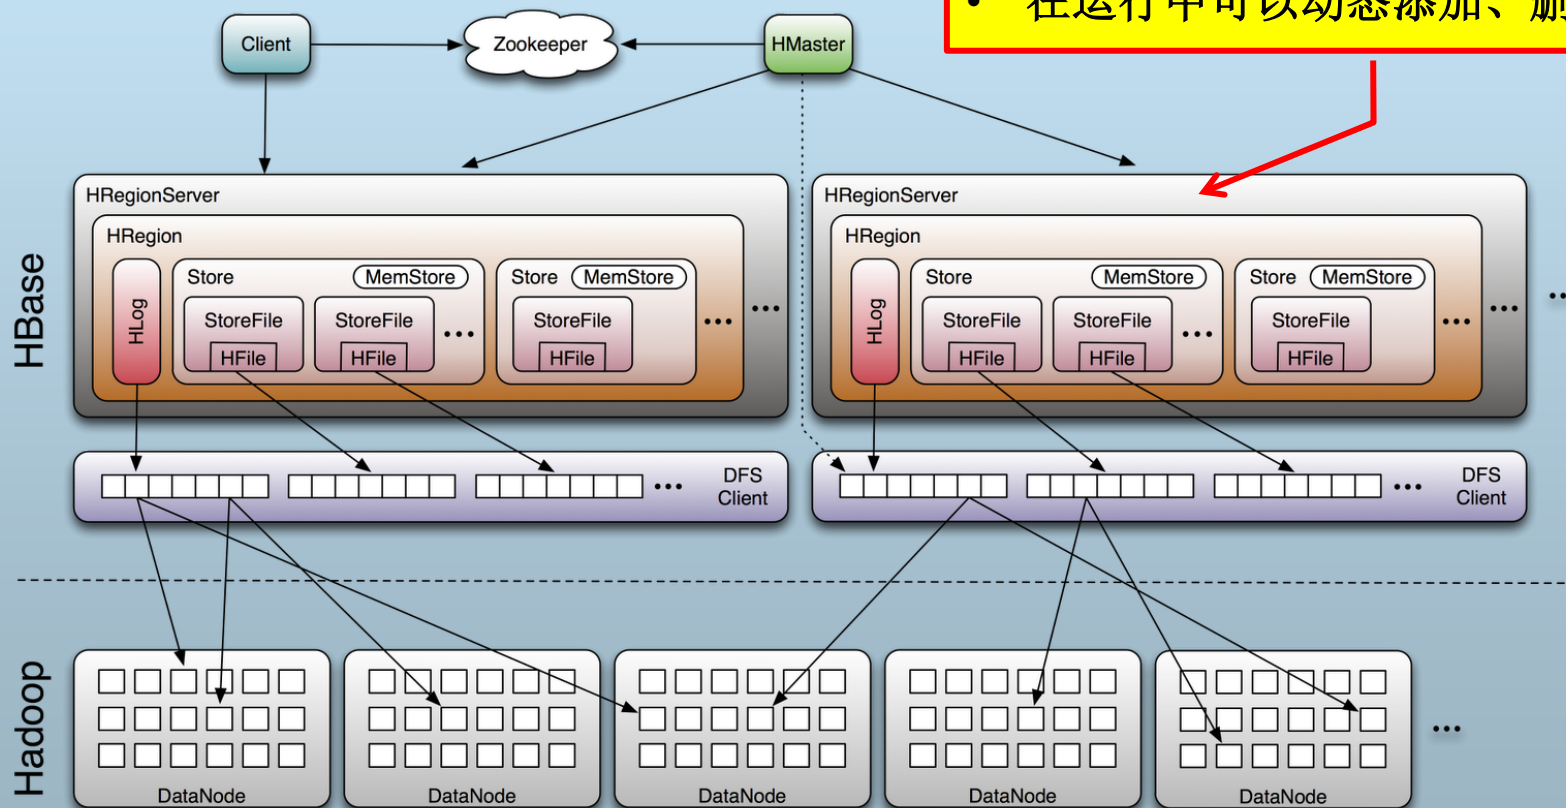 • 在运行中可以动态添加、删
Client
Zookeeper
HMaster
HBase
HRegionServer
HRegion
HLog
Store
MemStore
StoreFile
HFile
StoreFile
HFile
...
Store
MemStore
StoreFile
HFile
...
...
HRegionServer
HRegion
HLog
Store
MemStore
StoreFile
HFile
StoreFile
HFile
...
Store
MemStore
StoreFile
HFile
...
...
...
...
DFS
Client
...
DFS
Client
Hadoop
DataNode
DataNode
DataNode
DataNode
DataNode
...